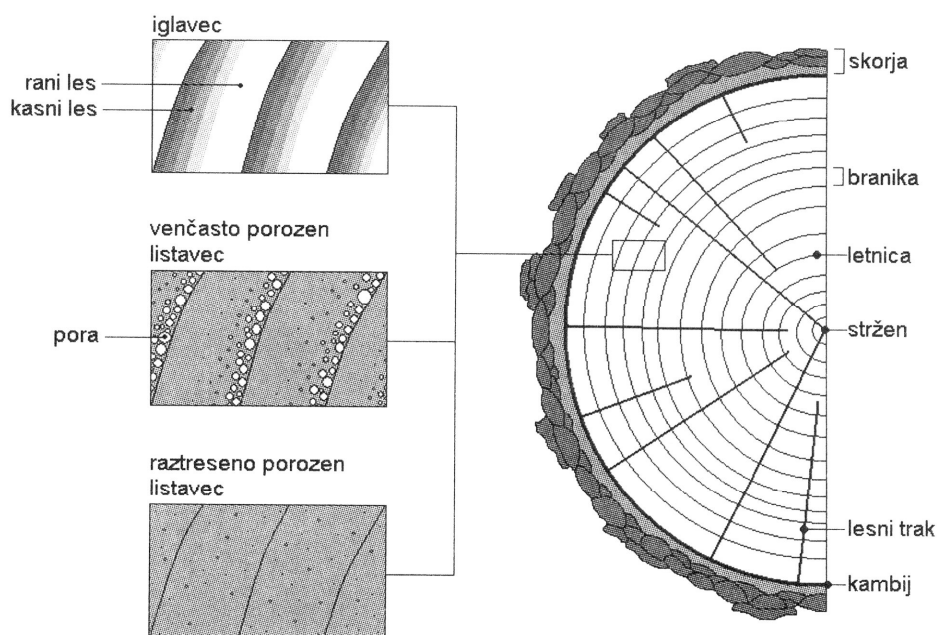 iglavec
rani les
kasni les
venčasto porozen
listavec
pora
raztreseno porozen
listavec
skorja
branika
letnica
stržen
lesni trak
kambij